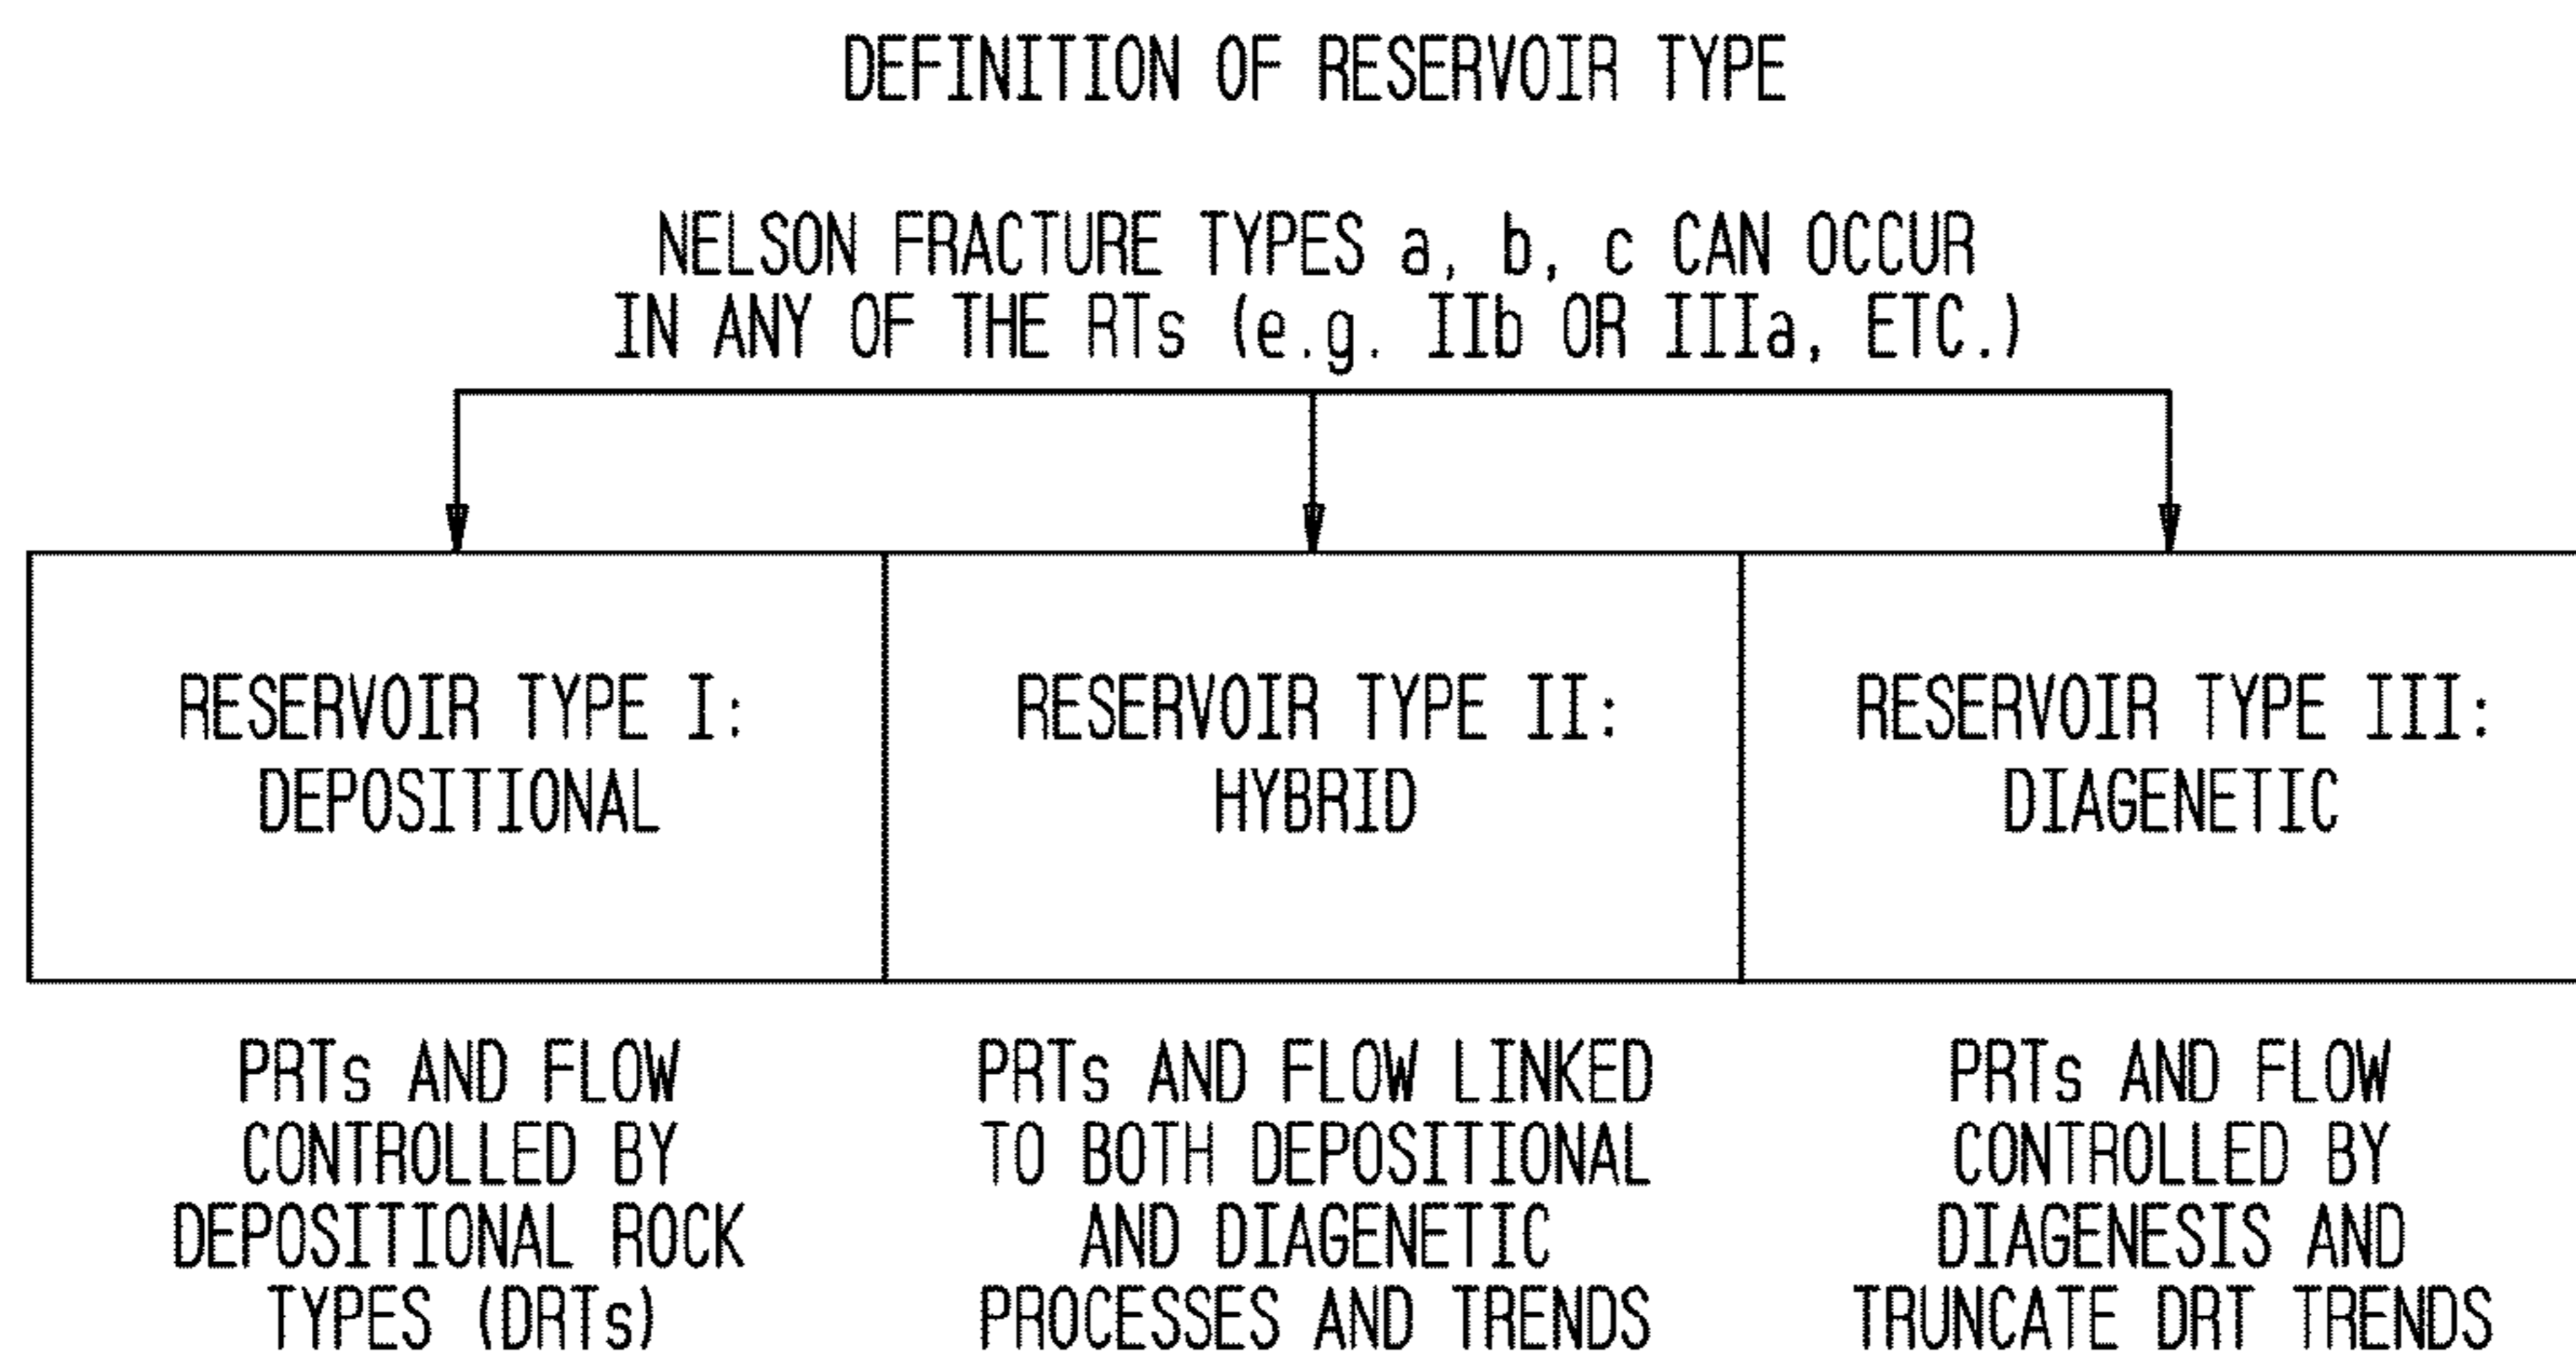 DEFINITION OF RESERVOIR TYPE
NELSON FRACTURE TYPES a, b, c CAN OCCUR
IN ANY OF THE RTs (e.g. IIb OR IIIa, ETC.)
RESERVOIR TYPE I:
DEPOSITIONAL
RESERVOIR TYPE II:
HYBRID
RESERVOIR TYPE III:
DIAGENETIC
PRTs AND FLOW
CONTROLLED BY
DEPOSITIONAL ROCK
TYPES (DRTs)
PRTs AND FLOW LINKED
TO BOTH DEPOSITIONAL
AND DIAGENETIC
PROCESSES AND TRENDS
PRTs AND FLOW
CONTROLLED BY
DIAGENESIS AND
TRUNCATE DRT TRENDS